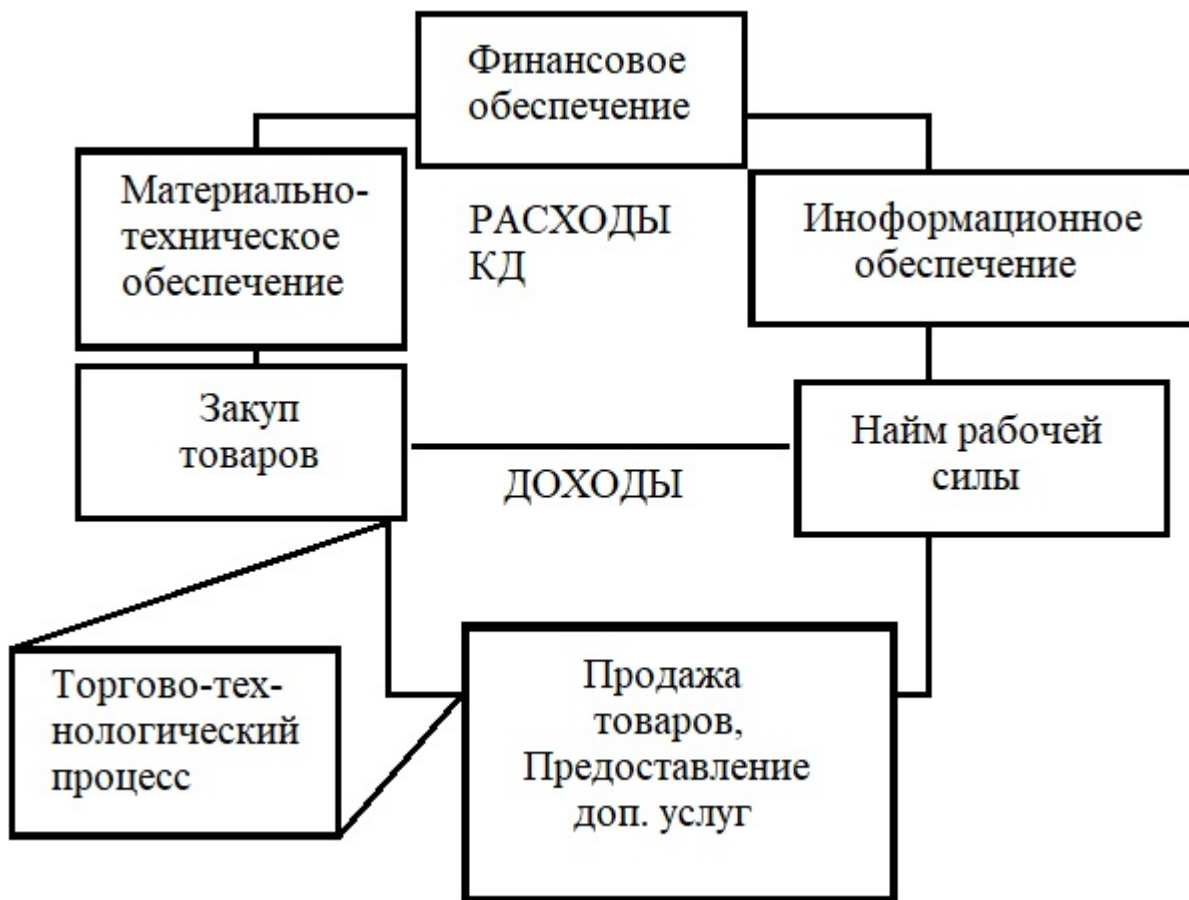 Финансовое
обеспечение
Материально-
техническое
обеспечение
РАСХОДЫ
КД
Иноформационное
обеспечение
Закуп
товаров
ДОХОДЫ
Найм рабочей
силы
Торгово-тех-
нологический
процесс
Продажа
товаров,
Предоставление
доп. услуг